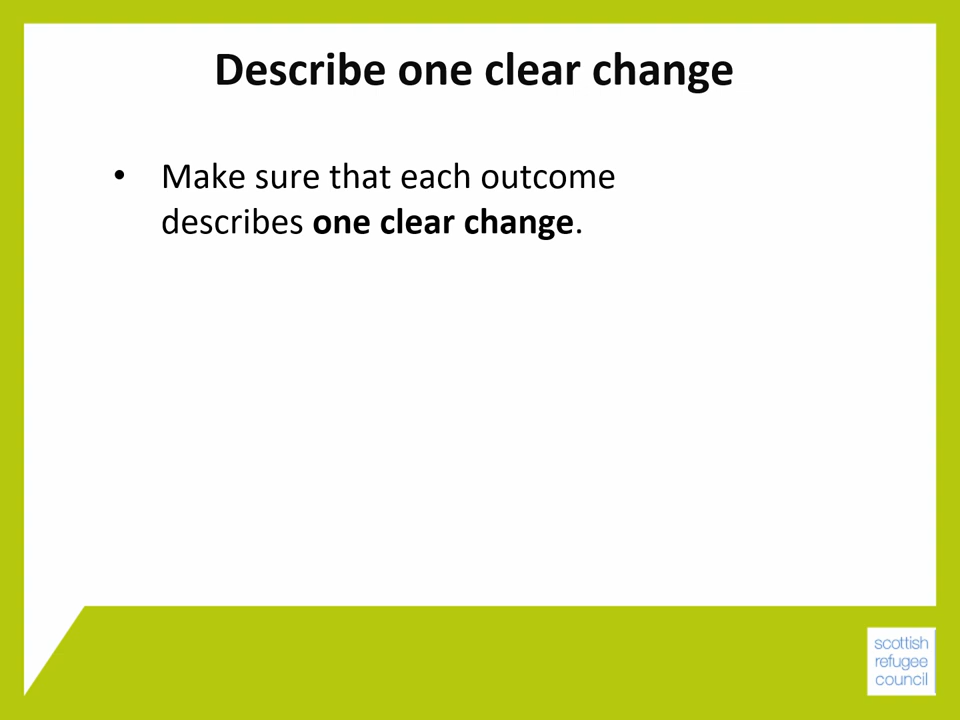 Describe one clear change
• Make sure that each outcome
describes one clear change.
scottish
refugee
council